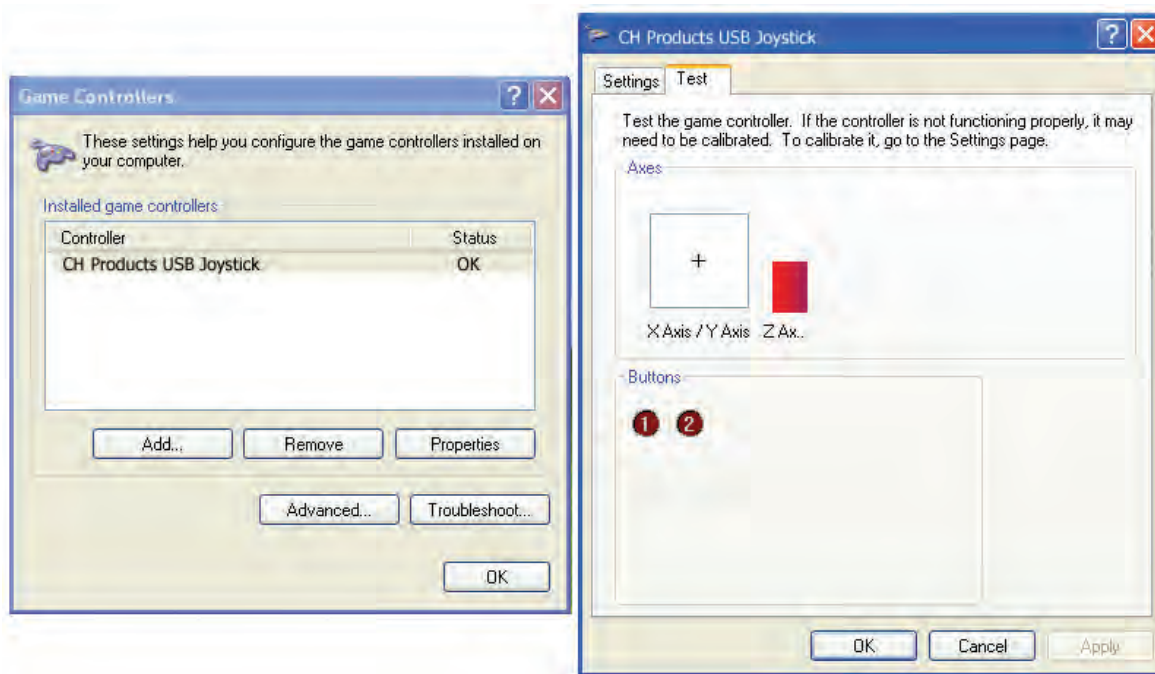 Game Controllers
These settings help you configure the game controllers installed on
your computer.
Installed game controllers
Controller Status
CH Products USB Joystick OK
Add... Remove Properties
Advanced... Troubleshoot...
OK
CH Products USB Joystick
Settings Test
Test the game controller. If the controller is not functioning properly, it may
need to be calibrated. To calibrate it, go to the Settings page.
Axes
X Axis / Y Axis Z Ax..
Buttons
1 2
OK Cancel Apply